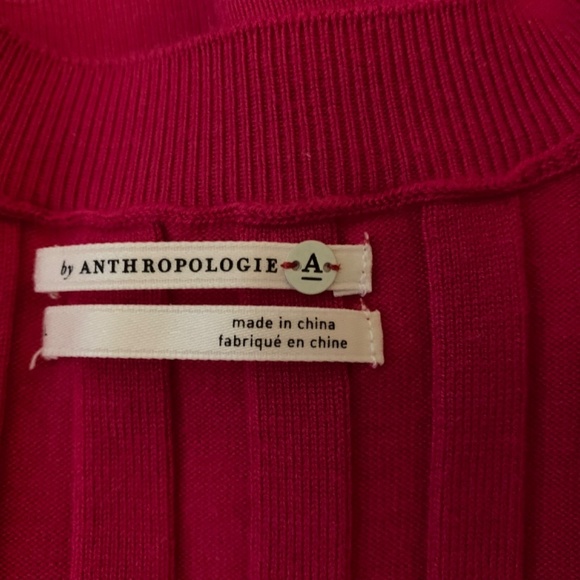 by ANTHROPOLOGIE A
made in china
fabriqué en chine